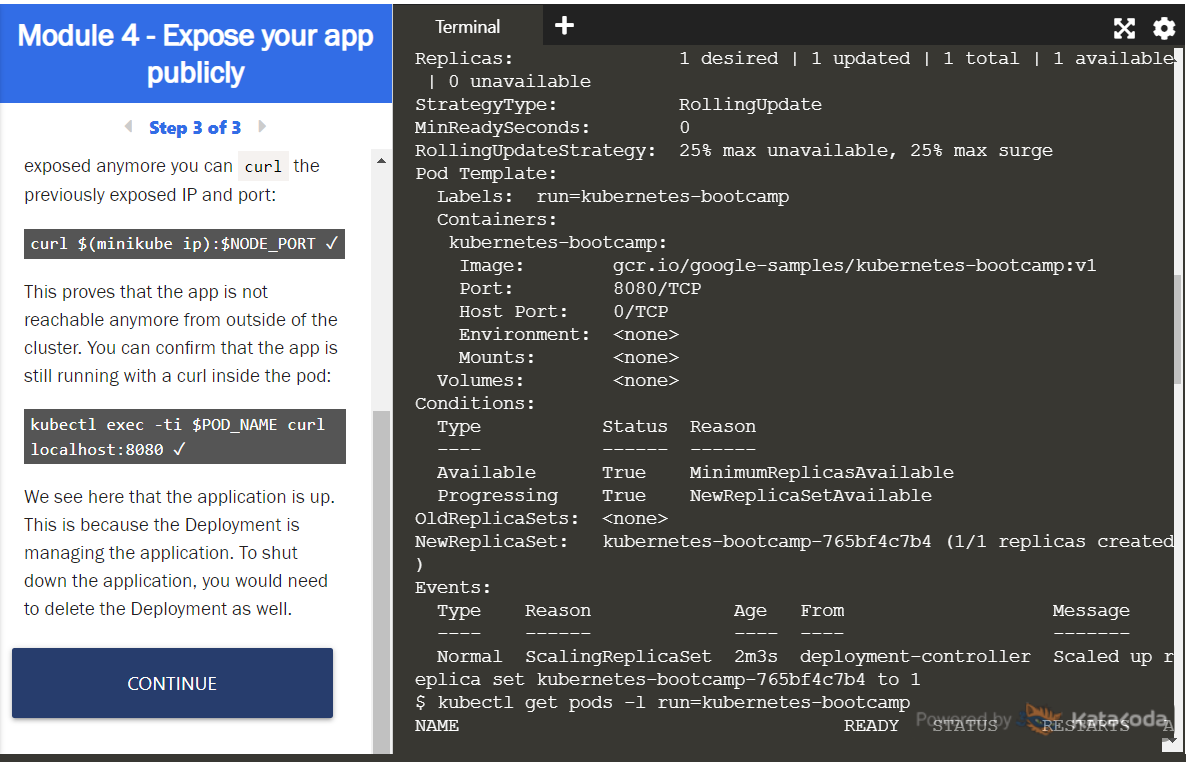 Module 4 - Expose your app
publicly
Step 3 of 3
exposed anymore you can curl the
previously exposed IP and port:
curl $(minikube ip):$NODE_PORT ✓
This proves that the app is not
reachable anymore from outside of the
cluster. You can confirm that the app is
still running with a curl inside the pod:
kubectl exec -ti $POD_NAME curl
localhost:8080 ✓
We see here that the application is up.
This is because the Deployment is
managing the application. To shut
down the application, you would need
to delete the Deployment as well.
CONTINUE
Terminal +
Replicas:               1 desired | 1 updated | 1 total | 1 available
 | 0 unavailable
StrategyType:           RollingUpdate
MinReadySeconds:        0
RollingUpdateStrategy:  25% max unavailable, 25% max surge
Pod Template:
  Labels:  run=kubernetes-bootcamp
  Containers:
   kubernetes-bootcamp:
    Image:        gcr.io/google-samples/kubernetes-bootcamp:v1
    Port:         8080/TCP
    Host Port:    0/TCP
    Environment:  <none>
    Mounts:       <none>
  Volumes:        <none>
Conditions:
  Type           Status  Reason
  ----           ------  ------
  Available      True    MinimumReplicasAvailable
  Progressing    True    NewReplicaSetAvailable
OldReplicaSets:  <none>
NewReplicaSet:   kubernetes-bootcamp-765bf4c7b4 (1/1 replicas created
)
Events:
  Type    Reason             Age   From                   Message
  ----    ------             ----  ----                   -------
  Normal  ScalingReplicaSet  2m3s  deployment-controller  Scaled up r
eplica set kubernetes-bootcamp-765bf4c7b4 to 1
$ kubectl get pods -l run=kubernetes-bootcamp
NAME                                   READY   STATUS    RESTARTS   A
Powered by Katacoda